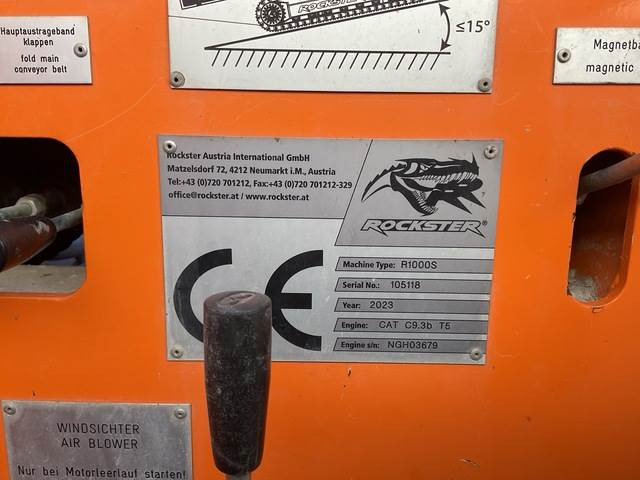 Hauptaustrageband
klappen
fold main
conveyor belt
ROCKSTER
≤15°
magnetic
Rockster Austria International GmbH
Matzelsdorf 72, 4212 Neumarkt i.M., Austria
Tel:+43 (0)720 701212, Fax:+43 (0)720 701212-329
office@rockster.at / www.rockster.at
ROCKSTER®
CE
Machine Type: R1000S
Serial No.: 105118
Year: 2023
Engine: CAT C9.3b T5
Engine s/n: NGH03679
WINDSICHTER
AIR BLOWER
Nur bei Motorleerlauf starten!